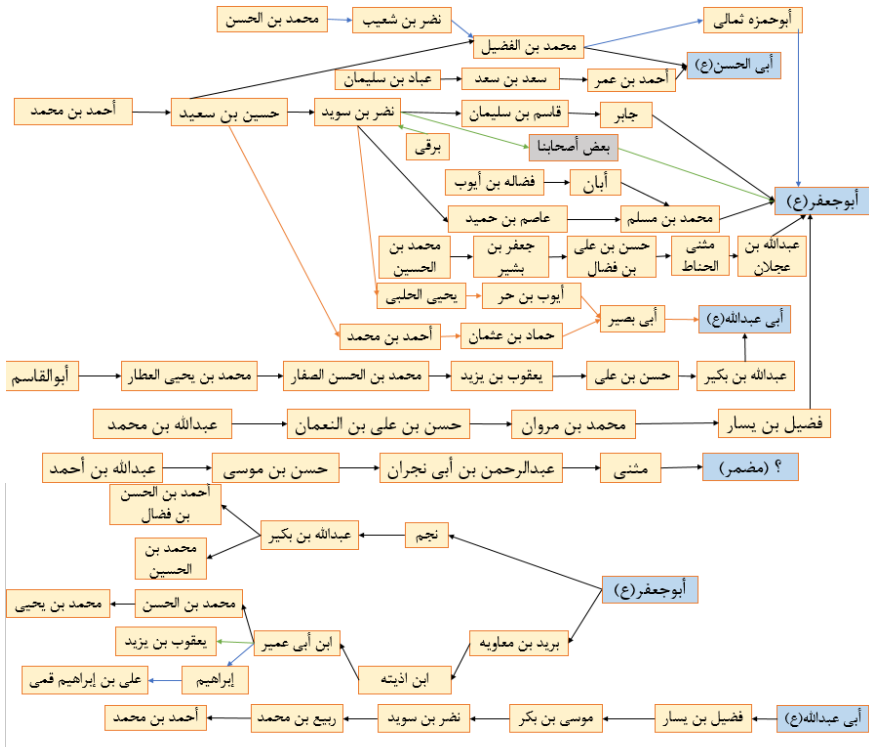 أبوحمزه ثمالی
نضر بن شعیب
محمد بن الحسن
محمد بن الفضیل
أبی الحسن(ع)
أحمد بن عمر
سعد بن سعد
عباد بن سلیمان
جابر
قاسم بن سلیمان
نضر بن سوید
حسین بن سعید
أحمد بن محمد
بعض أصحابنا
برقی
أبان
فضاله بن أیوب
أبوجعفر(ع)
محمد بن مسلم
عاصم بن حمید
عبدالله بن
عجلان
مثنی
الحناط
حسن بن علی
بن فضال
جعفر بن
بشیر
محمد بن
الحسین
أیوب بن حر
یحیی الحلبی
أبی عبدالله(ع)
أبی بصیر
حماد بن عثمان
أحمد بن محمد
عبدالله بن بکیر
حسن بن علی
یعقوب بن یزید
محمد بن الحسن الصفار
محمد بن یحیی العطار
أبوالقاسم
فضیل بن یسار
محمد بن مروان
حسن بن علی بن النعمان
عبدالله بن محمد
؟ (مضمر)
مثنی
عبدالرحمن بن أبی نجران
حسن بن موسی
عبدالله بن أحمد
أحمد بن الحسن
بن فضال
نجم
عبدالله بن بکیر
محمد بن
الحسین
أبوجعفر(ع)
محمد بن الحسن
محمد بن یحیی
برید بن معاویه
ابن أبی عمیر
یعقوب بن یزید
ابن اذیته
إبراهیم
علی بن إبراهیم قمی
أبی عبدالله(ع)
فضیل بن یسار
موسی بن بکر
نضر بن سوید
ربیع بن محمد
أحمد بن محمد